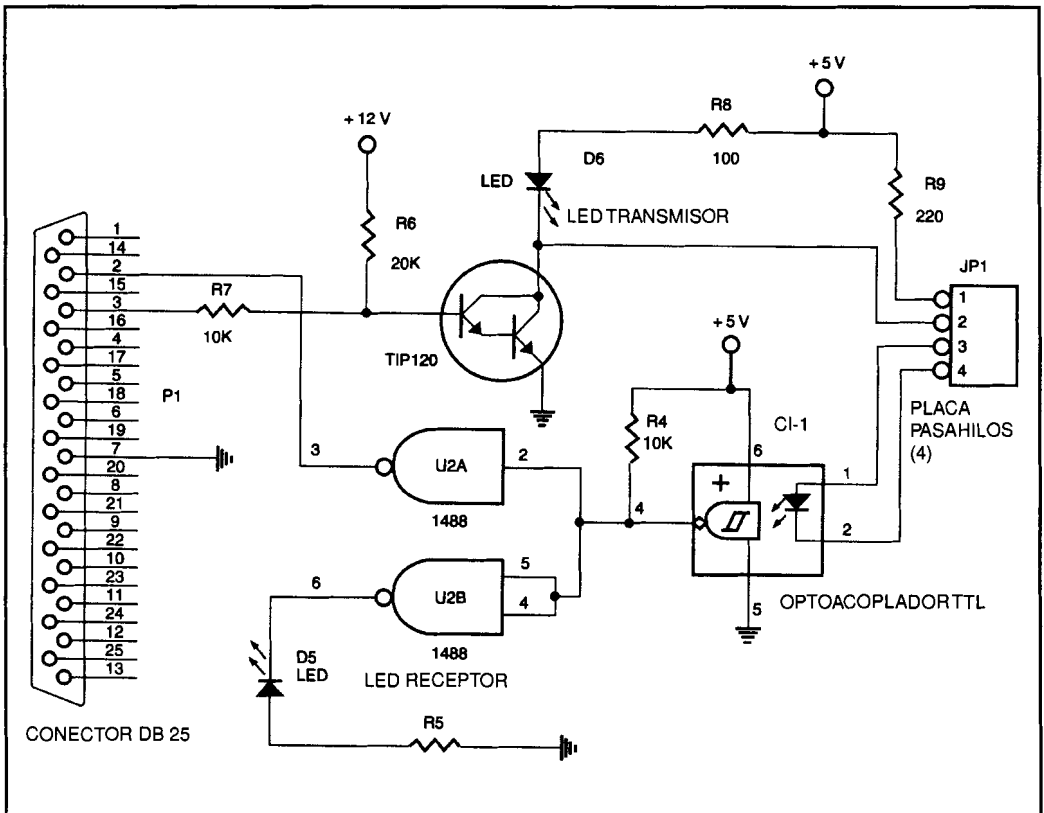 +5 V
R8
100
+ 12 V
D6
LED
LED TRANSMISOR
R9
220
R6
20K
JP1
1
2
3
4
PLACA
PASAHILOS
(4)
1
14
2
15
3
16
4
17
5
18
6
19
7
20
8
21
9
22
10
23
11
24
12
25
13
P1
CONECTOR DB 25
R7
10K
TIP120
+5 V
R4
10K
CI-1
6
+
1
2
4
5
OPTOACOPLADOR TTL
3
U2A
2
1488
6
U2B
5
4
1488
D5
LED
LED RECEPTOR
R5